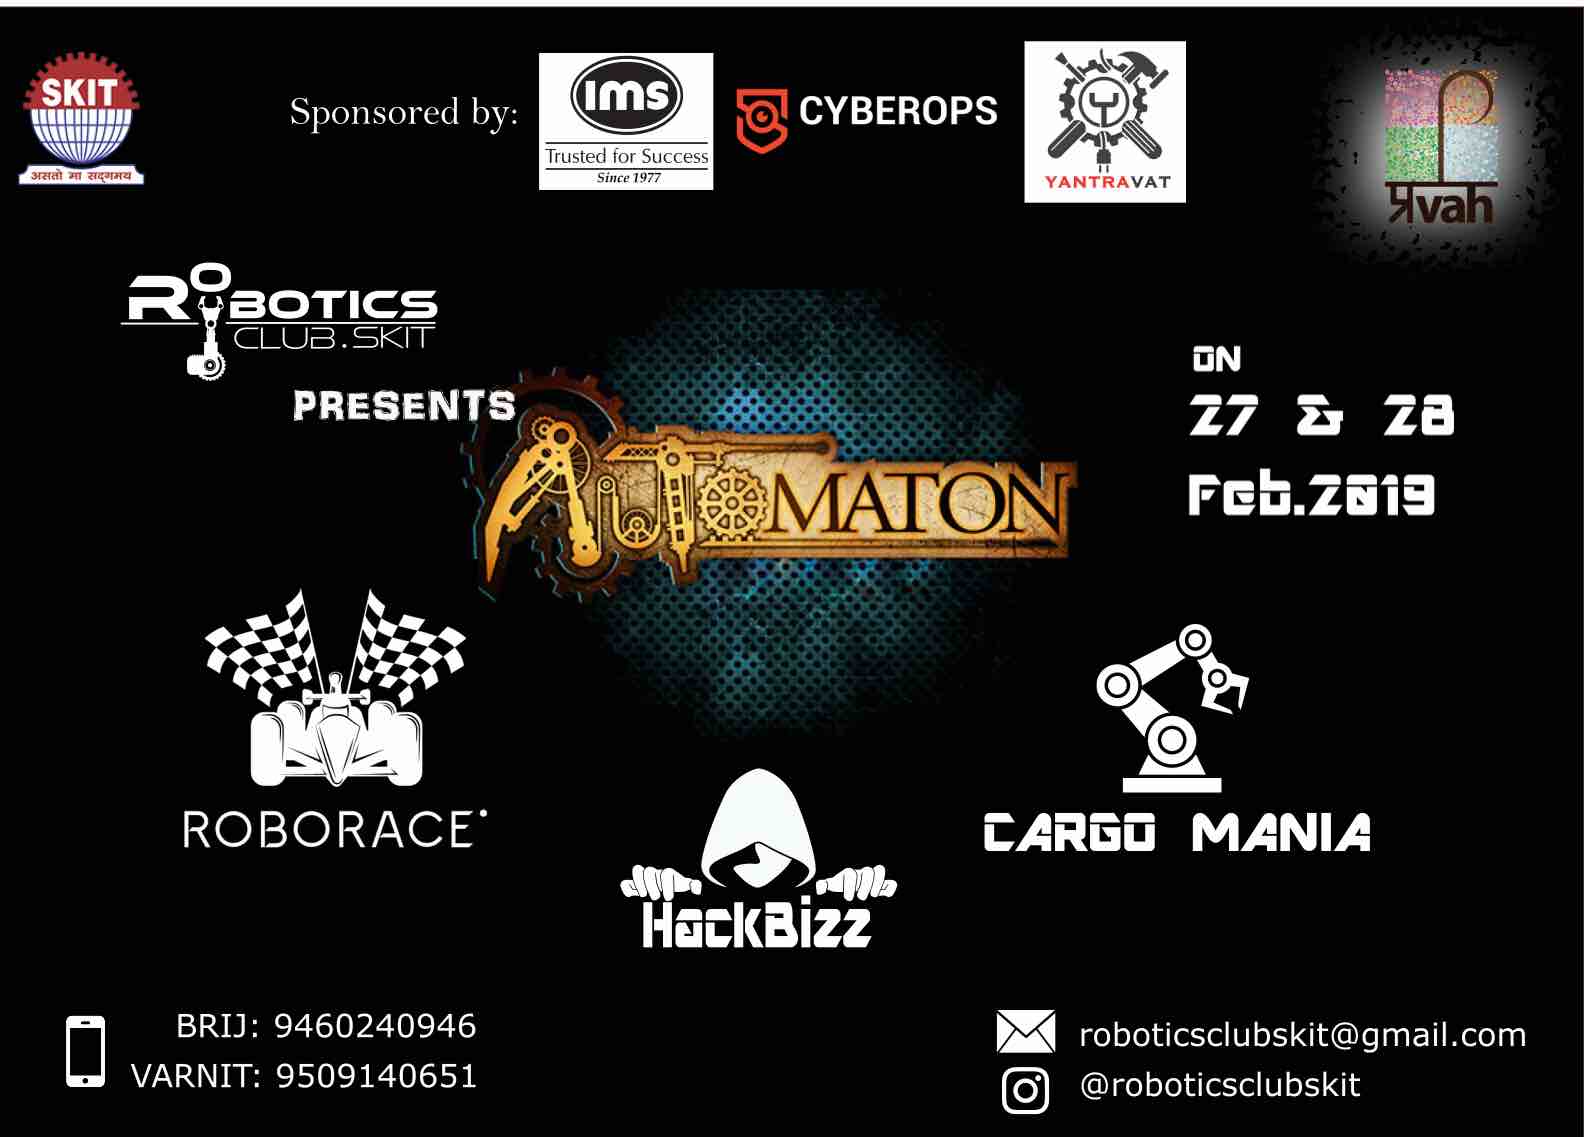 SKIT
असतो मा सद्गमय
Sponsored by:
ims
Trusted for Success
Since 1977
CYBEROPS
YANTRAVAT
प्रvah
ROBOTICS
CLUB.SKIT
PRESENTS
AUTOMATON
ON
27 & 28
Feb.2019
ROBORACE
CARGO MANIA
HackBizz
BRIJ: 9460240946
VARNIT: 9509140651
roboticsclubskit@gmail.com
@roboticsclubskit